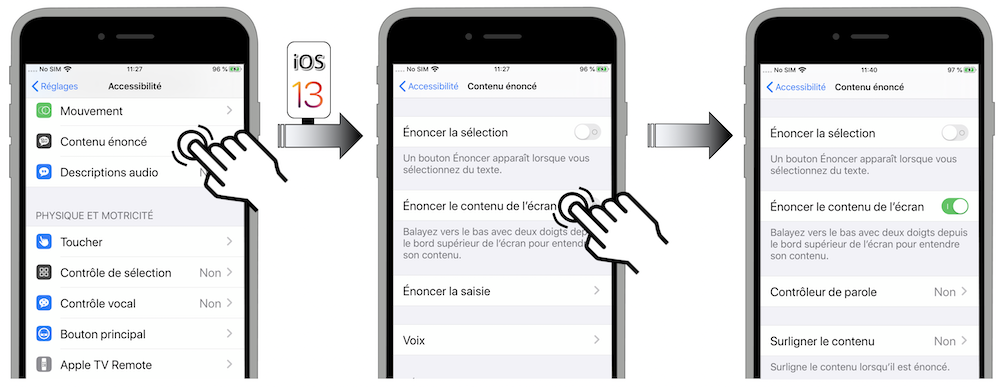 .... No SIM 11:27 96 %
Réglages Accessibilité
Mouvement
Contenu énoncé
Descriptions audio
PHYSIQUE ET MOTRICITÉ
Toucher
Contrôle de sélection Non
Contrôle vocal Non
Bouton principal
Apple TV Remote
iOS
13
.... No SIM 11:27 96 %
Accessibilité Contenu énoncé
Énoncer la sélection
Un bouton Énoncer apparaît lorsque vous
sélectionnez du texte.
Énoncer le contenu de l'écran
Balayez vers le bas avec deux doigts depuis
le bord supérieur de l'écran pour entendre
son contenu.
Énoncer la saisie
Voix
.... No SIM 11:40 97 %
Accessibilité Contenu énoncé
Énoncer la sélection
Un bouton Énoncer apparaît lorsque vous
sélectionnez du texte.
Énoncer le contenu de l'écran
Balayez vers le bas avec deux doigts depuis
le bord supérieur de l'écran pour entendre
son contenu.
Contrôleur de parole Non
Surligner le contenu Non
Surligne le contenu lorsqu'il est énoncé.